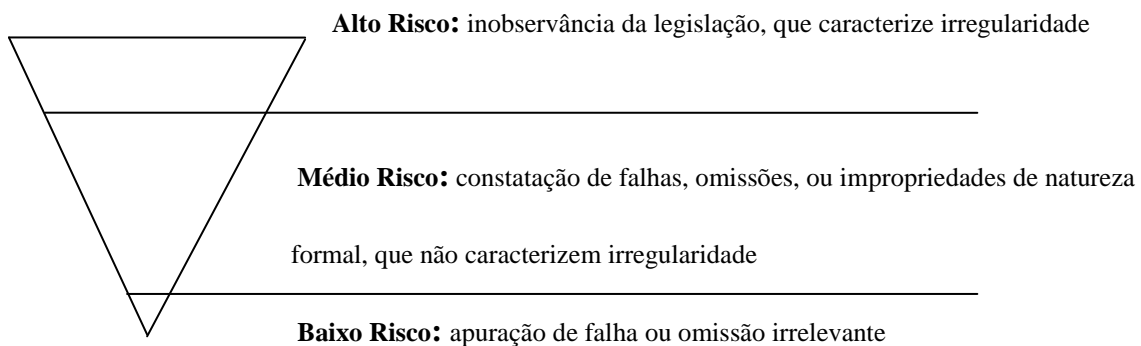 Alto Risco: inobservância da legislação, que caracterize irregularidade
Médio Risco: constatação de falhas, omissões, ou impropriedades de natureza
formal, que não caracterizem irregularidade
Baixo Risco: apuração de falha ou omissão irrelevante